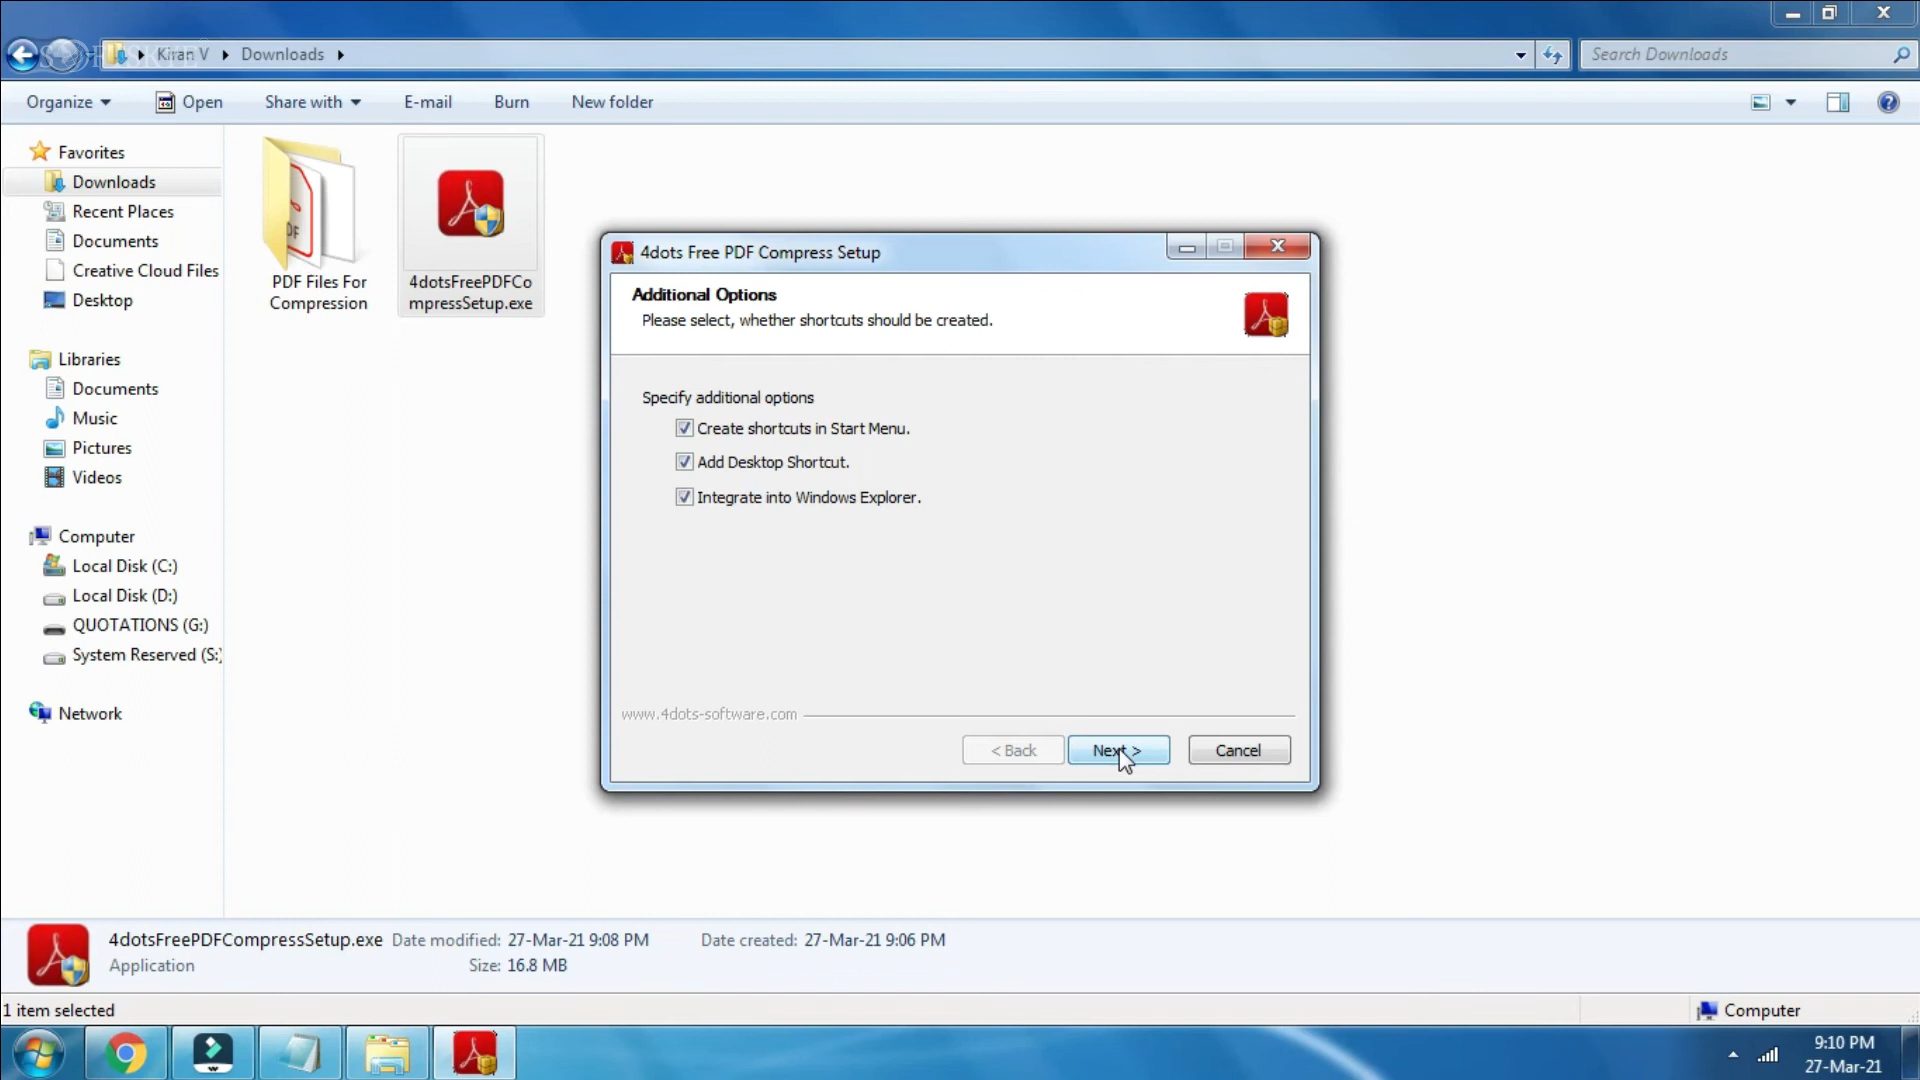 Kiran V
Downloads
Search Downloads
Organize
Open
Share with
E-mail
Burn
New folder
Favorites
Downloads
Recent Places
Documents
Creative Cloud Files
Desktop
Libraries
Documents
Music
Pictures
Videos
Computer
Local Disk (C:)
Local Disk (D:)
QUOTATIONS (G:)
System Reserved (S:)
Network
PDF Files For
Compression
4dotsFreePDFCo
mpressSetup.exe
4dots Free PDF Compress Setup
Additional Options
Please select, whether shortcuts should be created.
Specify additional options
Create shortcuts in Start Menu.
Add Desktop Shortcut.
Integrate into Windows Explorer.
www.4dots-software.com
< Back
Next >
Cancel
4dotsFreePDFCompressSetup.exe
Date modified: 27-Mar-21 9:08 PM
Date created: 27-Mar-21 9:06 PM
Application
Size: 16.8 MB
1 item selected
Computer
9:10 PM
27-Mar-21